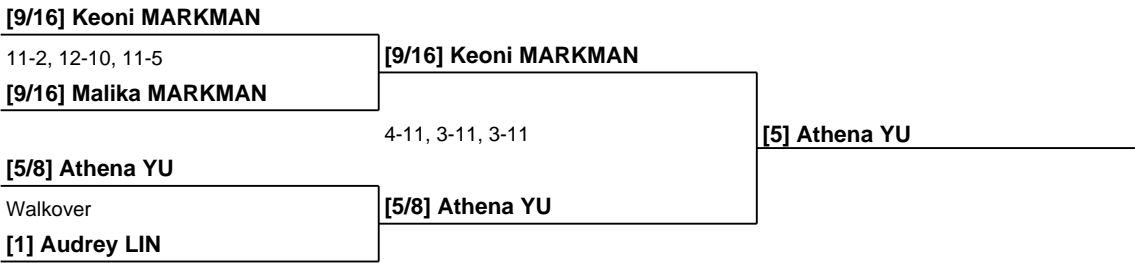 [9/16] Keoni MARKMAN
11-2, 12-10, 11-5
[9/16] Keoni MARKMAN
[9/16] Malika MARKMAN
4-11, 3-11, 3-11
[5] Athena YU
[5/8] Athena YU
Walkover
[5/8] Athena YU
[1] Audrey LIN